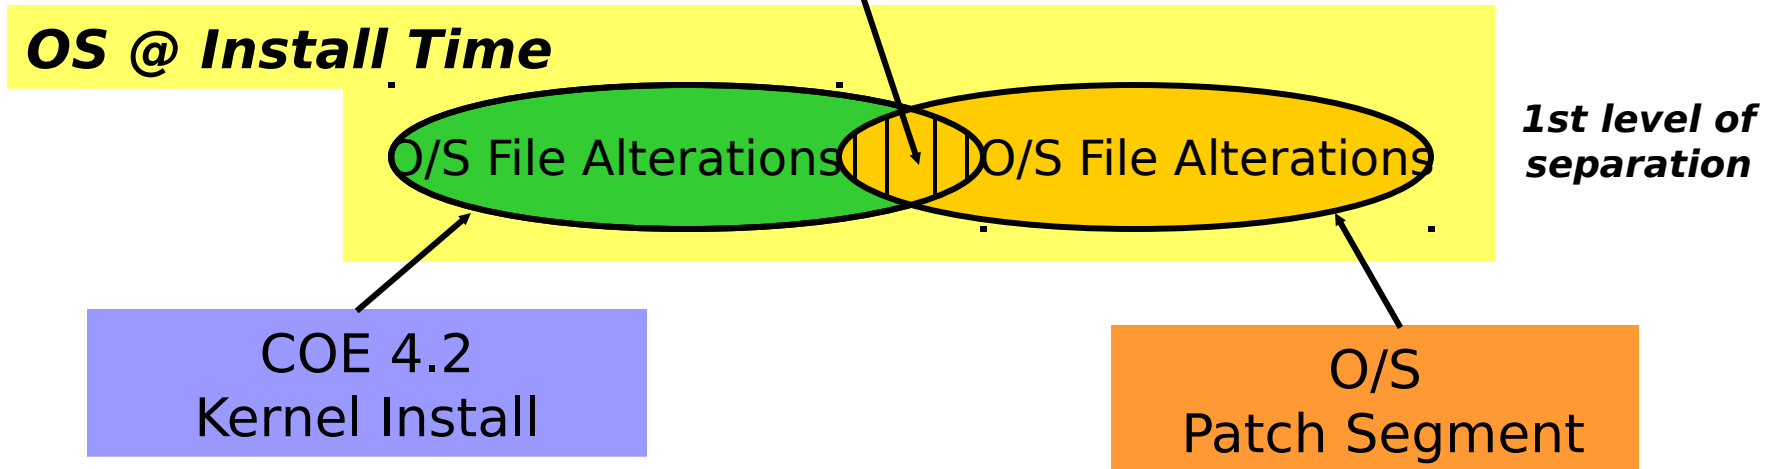 OS @ Install Time
O/S File Alterations
O/S File Alterations
1st level of
separation
COE 4.2
Kernel Install
O/S
Patch Segment